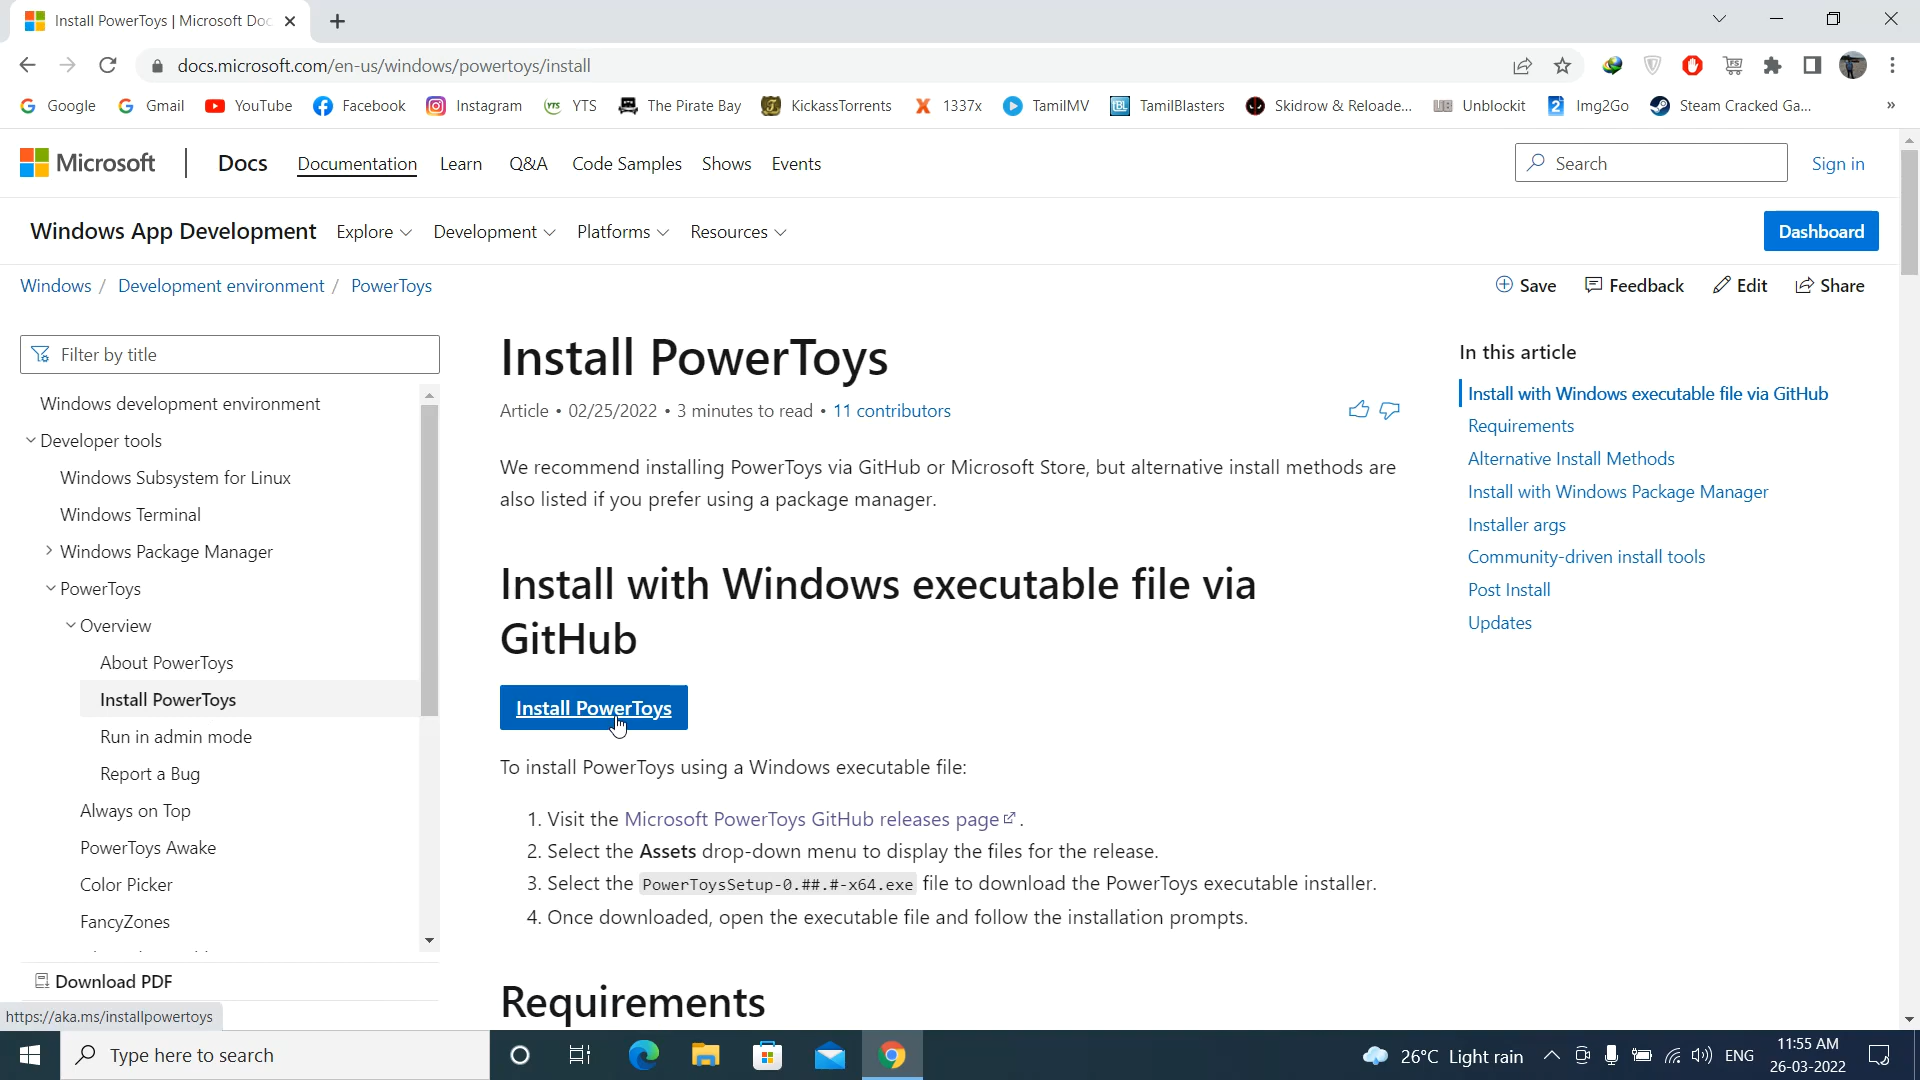 Install PowerToys | Microsoft Doc
docs.microsoft.com/en-us/windows/powertoys/install
Google Gmail YouTube Facebook Instagram YTS The Pirate Bay KickassTorrents 1337x TamilMV TamilBlasters Skidrow & Reloade... Unblockit Img2Go Steam Cracked Ga... »
Microsoft Docs Documentation Learn Q&A Code Samples Shows Events Search Sign in
Windows App Development Explore Development Platforms Resources Dashboard
Windows / Development environment / PowerToys Save Feedback Edit Share
Filter by title
Windows development environment
Developer tools
Windows Subsystem for Linux
Windows Terminal
Windows Package Manager
PowerToys
Overview
About PowerToys
Install PowerToys
Run in admin mode
Report a Bug
Always on Top
PowerToys Awake
Color Picker
FancyZones
Download PDF
Install PowerToys
Article • 02/25/2022 • 3 minutes to read • 11 contributors
We recommend installing PowerToys via GitHub or Microsoft Store, but alternative install methods are
also listed if you prefer using a package manager.
Install with Windows executable file via
GitHub
Install PowerToys
To install PowerToys using a Windows executable file:
1. Visit the Microsoft PowerToys GitHub releases page.
2. Select the Assets drop-down menu to display the files for the release.
3. Select the PowerToysSetup-0.##.#-x64.exe file to download the PowerToys executable installer.
4. Once downloaded, open the executable file and follow the installation prompts.
Requirements
In this article
Install with Windows executable file via GitHub
Requirements
Alternative Install Methods
Install with Windows Package Manager
Installer args
Community-driven install tools
Post Install
Updates
https://aka.ms/installpowertoys
Type here to search
26°C Light rain ENG
11:55 AM
26-03-2022